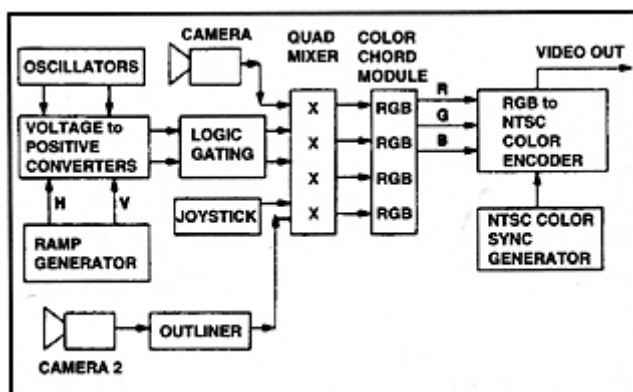 CAMERA
QUAD
MIXER
COLOR
CHORD
MODULE
VIDEO OUT
OSCILLATORS
VOLTAGE to
POSITIVE
CONVERTERS
LOGIC
GATING
X
X
X
X
RGB
RGB
RGB
RGB
R
G
B
RGB to
NTSC
COLOR
ENCODER
H
V
JOYSTICK
RAMP
GENERATOR
NTSC COLOR
SYNC
GENERATOR
OUTLINER
CAMERA 2